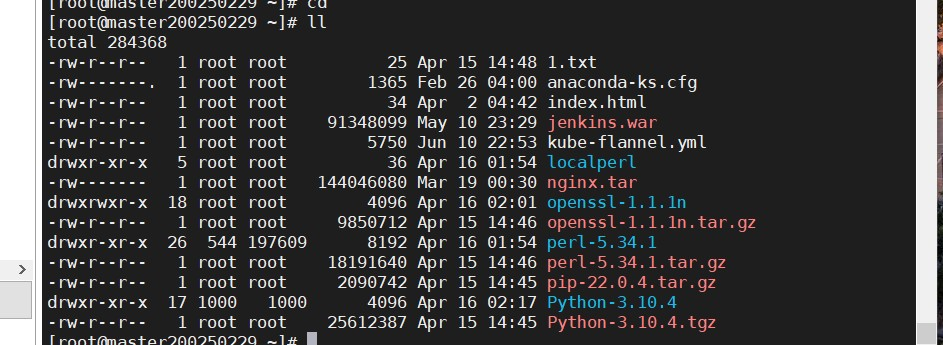 [root@master200250229 ~]# cd
[root@master200250229 ~]# ll
total 284368
-rw-r--r--   1 root root        25 Apr 15 14:48 1.txt
-rw-------.  1 root root      1365 Feb 26 04:00 anaconda-ks.cfg
-rw-r--r--   1 root root        34 Apr  2 04:42 index.html
-rw-r--r--   1 root root  91348099 May 10 23:29 jenkins.war
-rw-r--r--   1 root root      5750 Jun 10 22:53 kube-flannel.yml
drwxr-xr-x   5 root root        36 Apr 16 01:54 localperl
-rw-------   1 root root 144046080 Mar 19 00:30 nginx.tar
drwxrwxr-x  18 root root      4096 Apr 16 02:01 openssl-1.1.1n
-rw-r--r--   1 root root   9850712 Apr 15 14:46 openssl-1.1.1n.tar.gz
drwxr-xr-x  26  544 197609      8192 Apr 16 01:54 perl-5.34.1
-rw-r--r--   1 root root  18191640 Apr 15 14:46 perl-5.34.1.tar.gz
-rw-r--r--   1 root root   2090742 Apr 15 14:45 pip-22.0.4.tar.gz
drwxr-xr-x  17 1000   1000      4096 Apr 16 02:17 Python-3.10.4
-rw-r--r--   1 root root  25612387 Apr 15 14:45 Python-3.10.4.tgz
[root@master200250229 ~]#